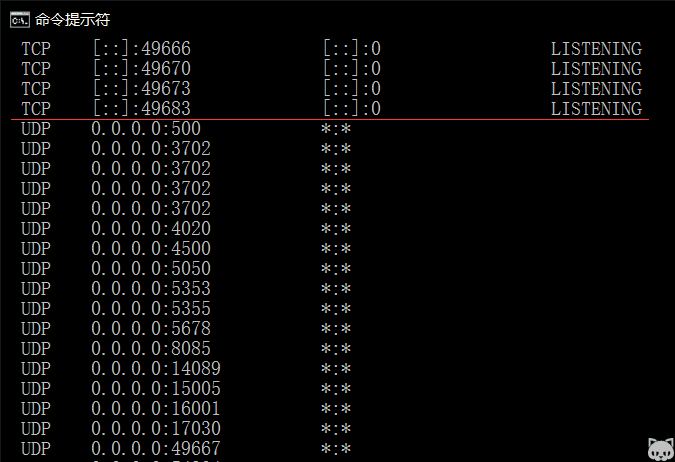 命令提示符
TCP [::]:49666 [::]:0 LISTENING
TCP [::]:49670 [::]:0 LISTENING
TCP [::]:49673 [::]:0 LISTENING
TCP [::]:49683 [::]:0 LISTENING
UDP 0.0.0.0:500 *:*
UDP 0.0.0.0:3702 *:*
UDP 0.0.0.0:3702 *:*
UDP 0.0.0.0:3702 *:*
UDP 0.0.0.0:3702 *:*
UDP 0.0.0.0:4020 *:*
UDP 0.0.0.0:4500 *:*
UDP 0.0.0.0:5050 *:*
UDP 0.0.0.0:5353 *:*
UDP 0.0.0.0:5355 *:*
UDP 0.0.0.0:5678 *:*
UDP 0.0.0.0:8085 *:*
UDP 0.0.0.0:14089 *:*
UDP 0.0.0.0:15005 *:*
UDP 0.0.0.0:16001 *:*
UDP 0.0.0.0:17030 *:*
UDP 0.0.0.0:49667 *:*